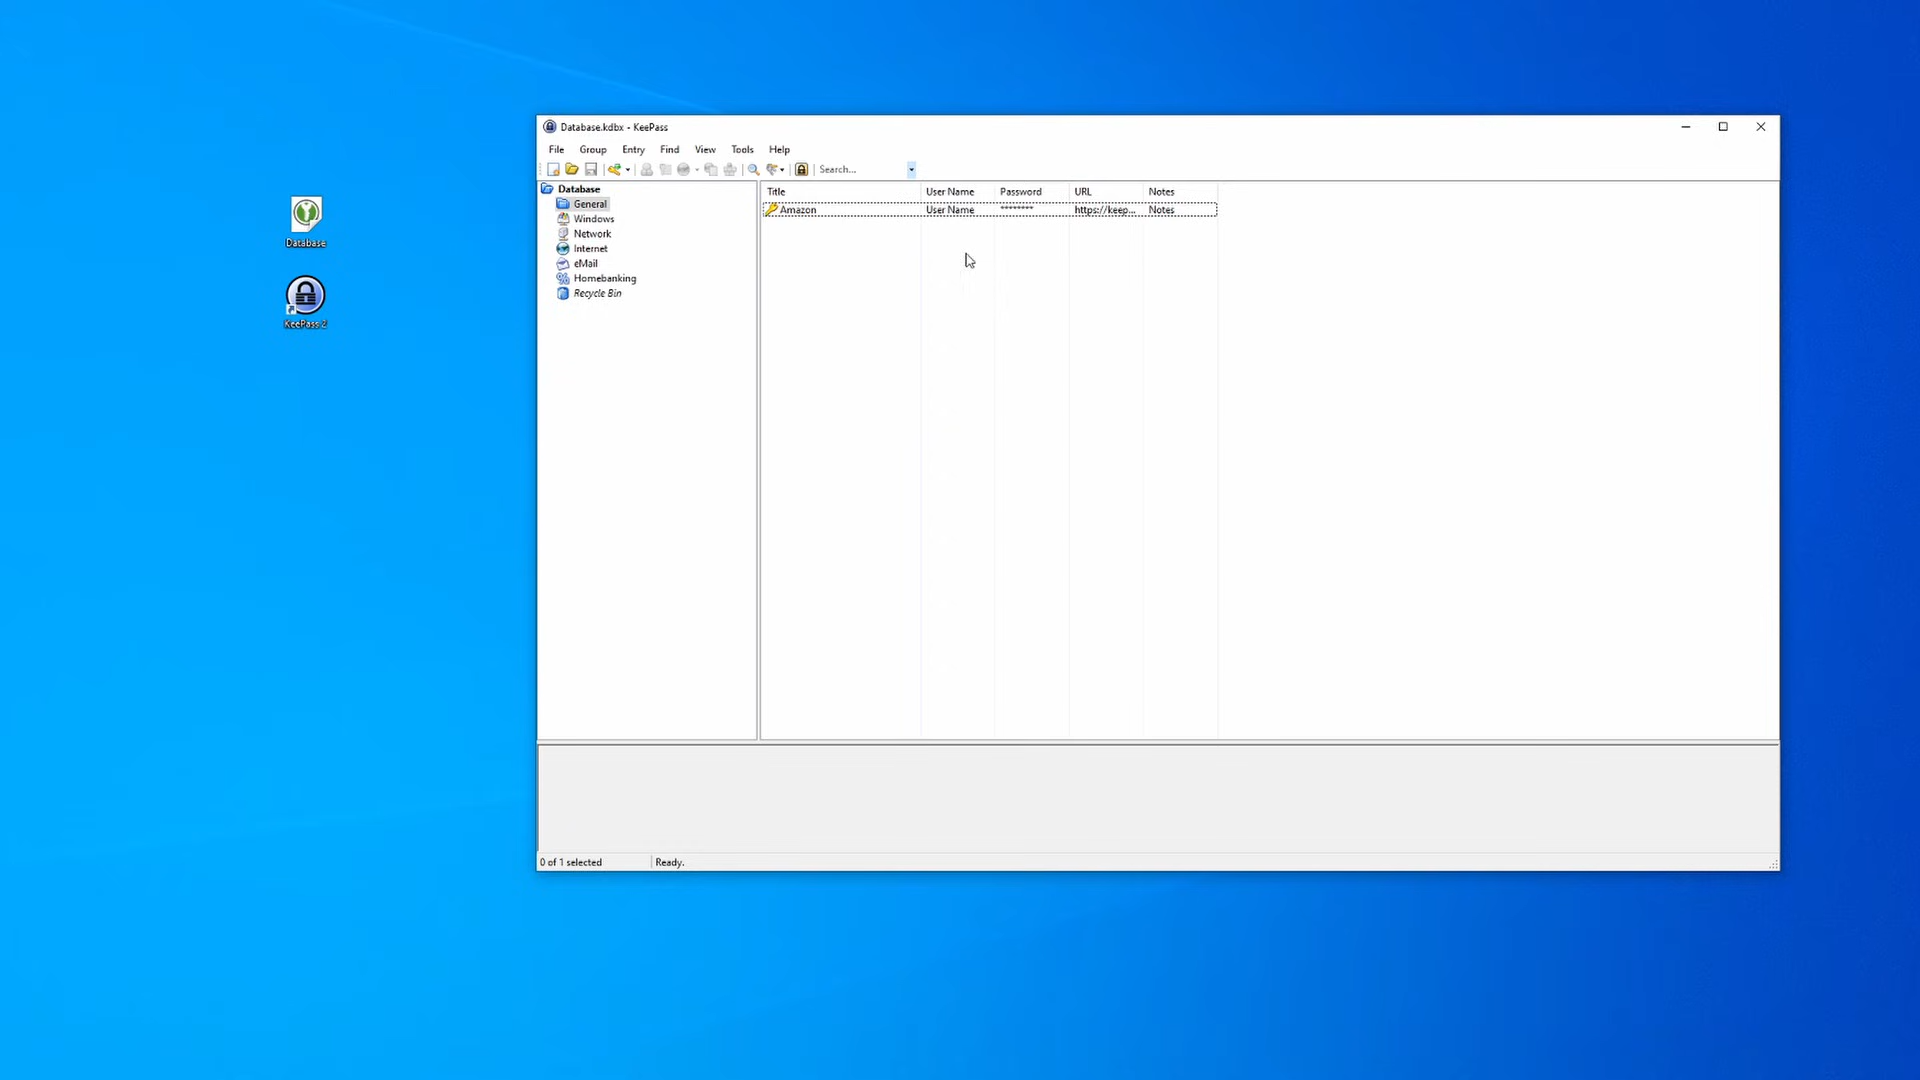 Database.kdbx - KeePass
File Group Entry Find View Tools Help
Search...
Database
General
Windows
Network
Internet
eMail
Homebanking
Recycle Bin
Title User Name Password URL Notes
Amazon User Name ******** https://keep... Notes
0 of 1 selected Ready.
Database
KeePass 2